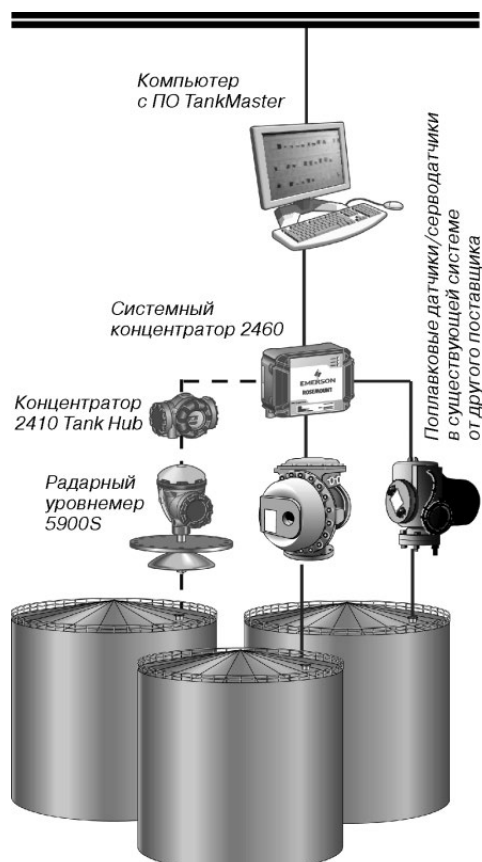 Компьютер
с ПО TankMaster
Поплавковые датчики/серводатчики
в существующей системе
от другого поставщика
Системный
концентратор 2460
EMERSON
ROSEMOUNT
Концентратор
2410 Tank Hub
Радарный
уровнемер
5900S